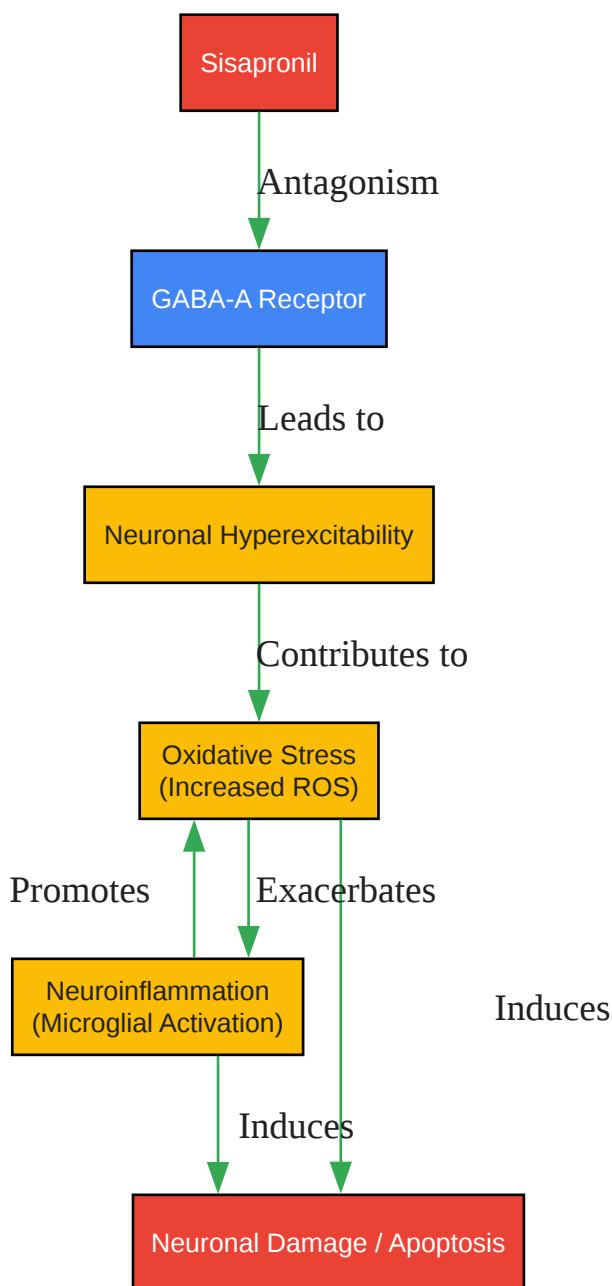 Sisapronil
Antagonism
GABA-A Receptor
Leads to
Neuronal Hyperexcitability
Contributes to
Oxidative Stress
(Increased ROS)
Promotes
Exacerbates
Neuroinflammation
(Microglial Activation)
Induces
Induces
Neuronal Damage / Apoptosis